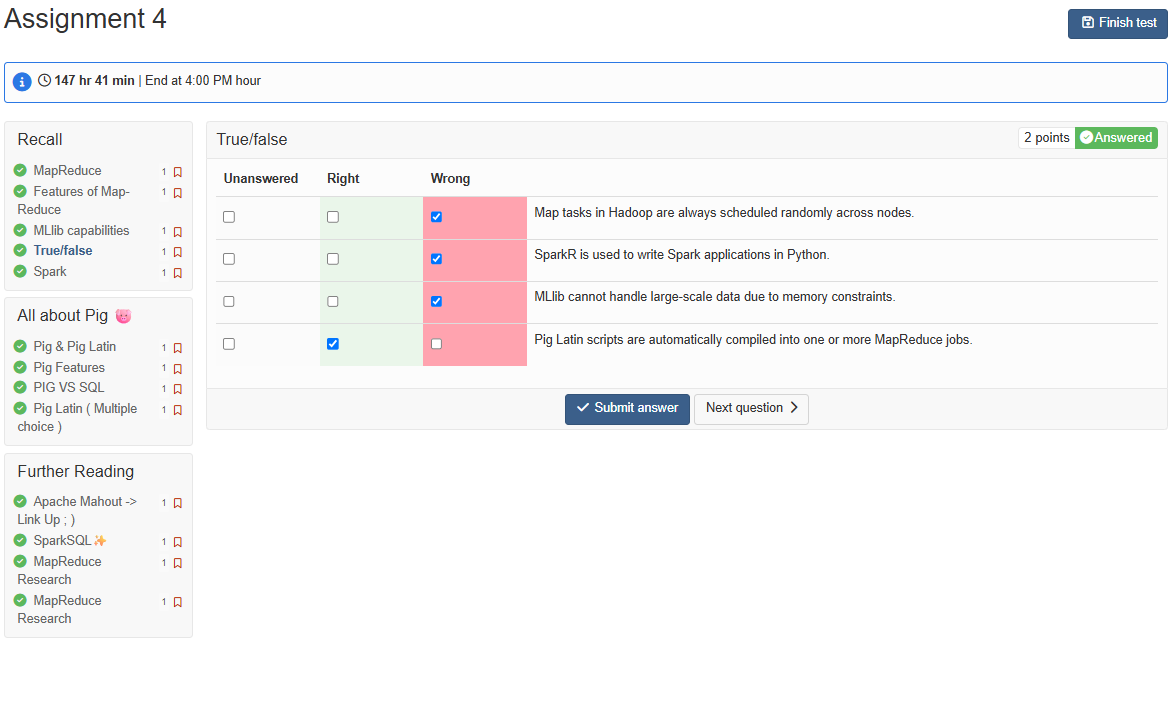 Assignment 4
Finish test
147 hr 41 min | End at 4:00 PM hour
Recall
MapReduce 1
Features of Map-
Reduce 1
MLlib capabilities 1
True/false 1
Spark 1
All about Pig
Pig & Pig Latin 1
Pig Features 1
PIG VS SQL 1
Pig Latin ( Multiple 1
choice )
Further Reading
Apache Mahout -> 1
Link Up ; )
SparkSQL 1
MapReduce 1
Research
MapReduce 1
Research
True/false
2 points Answered
Unanswered Right Wrong
Map tasks in Hadoop are always scheduled randomly across nodes.
SparkR is used to write Spark applications in Python.
MLlib cannot handle large-scale data due to memory constraints.
Pig Latin scripts are automatically compiled into one or more MapReduce jobs.
Submit answer
Next question